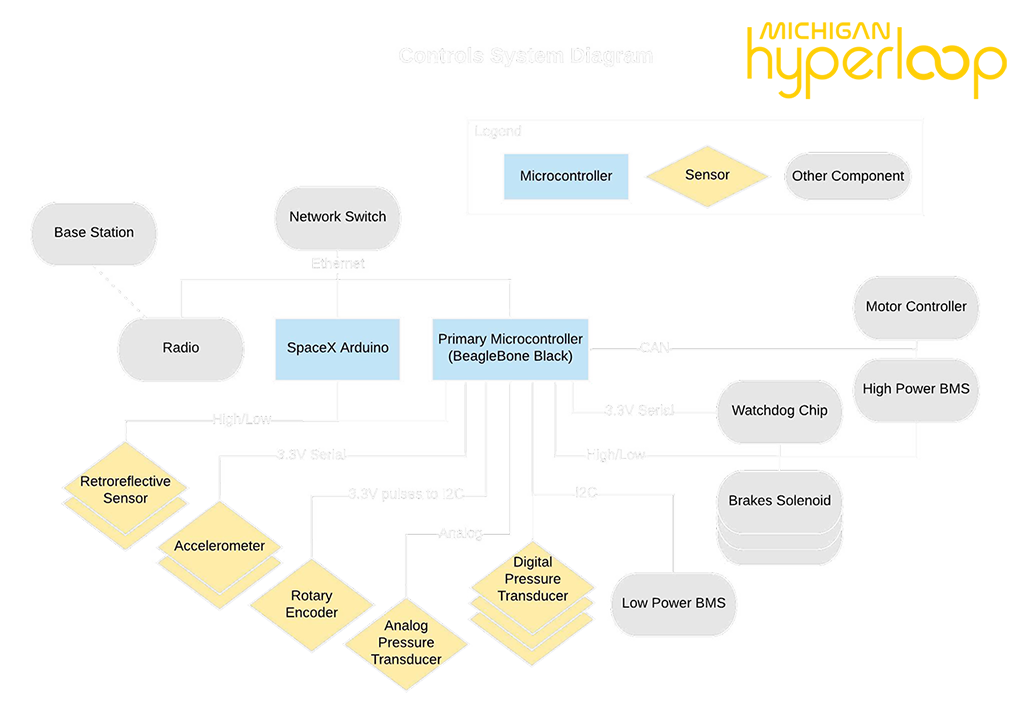 MICHIGAN
hyperloop
Controls System Diagram
Legend
Microcontroller
Sensor
Other Component
Network Switch
Base Station
Ethernet
Motor Controller
Radio
SpaceX Arduino
Primary Microcontroller
(BeagleBone Black)
CAN
High Power BMS
3.3V Serial
Watchdog Chip
High/Low
3.3V Serial
High/Low
Retroreflective
Sensor
3.3V pulses to I2C
I2C
Brakes Solenoid
Analog
Accelerometer
Digital
Pressure
Transducer
Rotary
Encoder
Low Power BMS
Analog
Pressure
Transducer